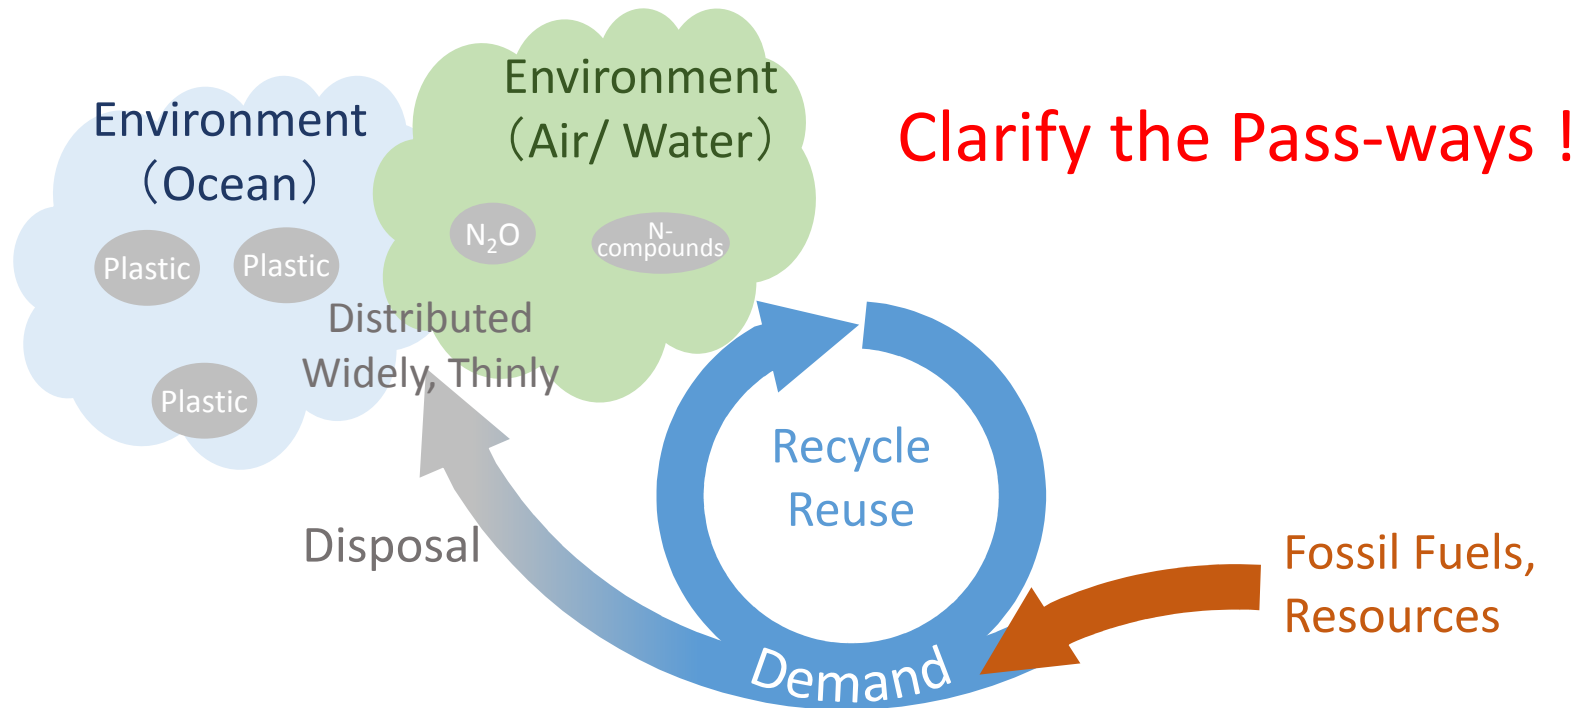 Environment
（Ocean）
Environment
（Air/ Water）
Clarify the Pass-ways !
Plastic
Plastic
Plastic
N₂O
N-
compounds
Distributed
Widely, Thinly
Disposal
Recycle
Reuse
Demand
Fossil Fuels,
Resources